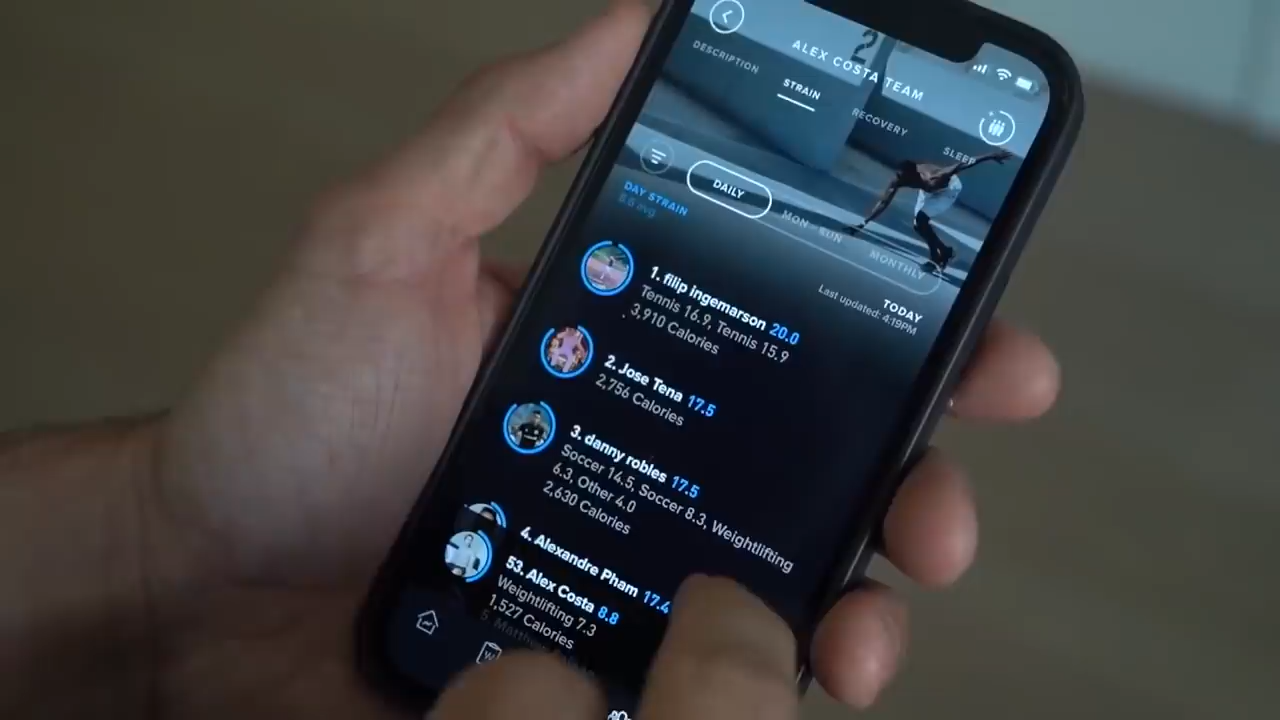 2
ALEX COSTA TEAM
DESCRIPTION
STRAIN
RECOVERY
SLEEP
DAILY
MON - SUN
MONTHLY
DAY STRAIN
8.6 avg
TODAY
Last updated: 4:19PM
1. filip ingemarson 20.0
Tennis 16.9, Tennis 15.9
3,910 Calories
2. Jose Tena 17.5
2,756 Calories
3. danny robles 17.5
Soccer 14.5, Soccer 8.3, Weightlifting
6.3, Other 4.0
2,630 Calories
4. Alexandre Pham 17.4
53. Alex Costa 8.8
Weightlifting 7.3
1,527 Calories